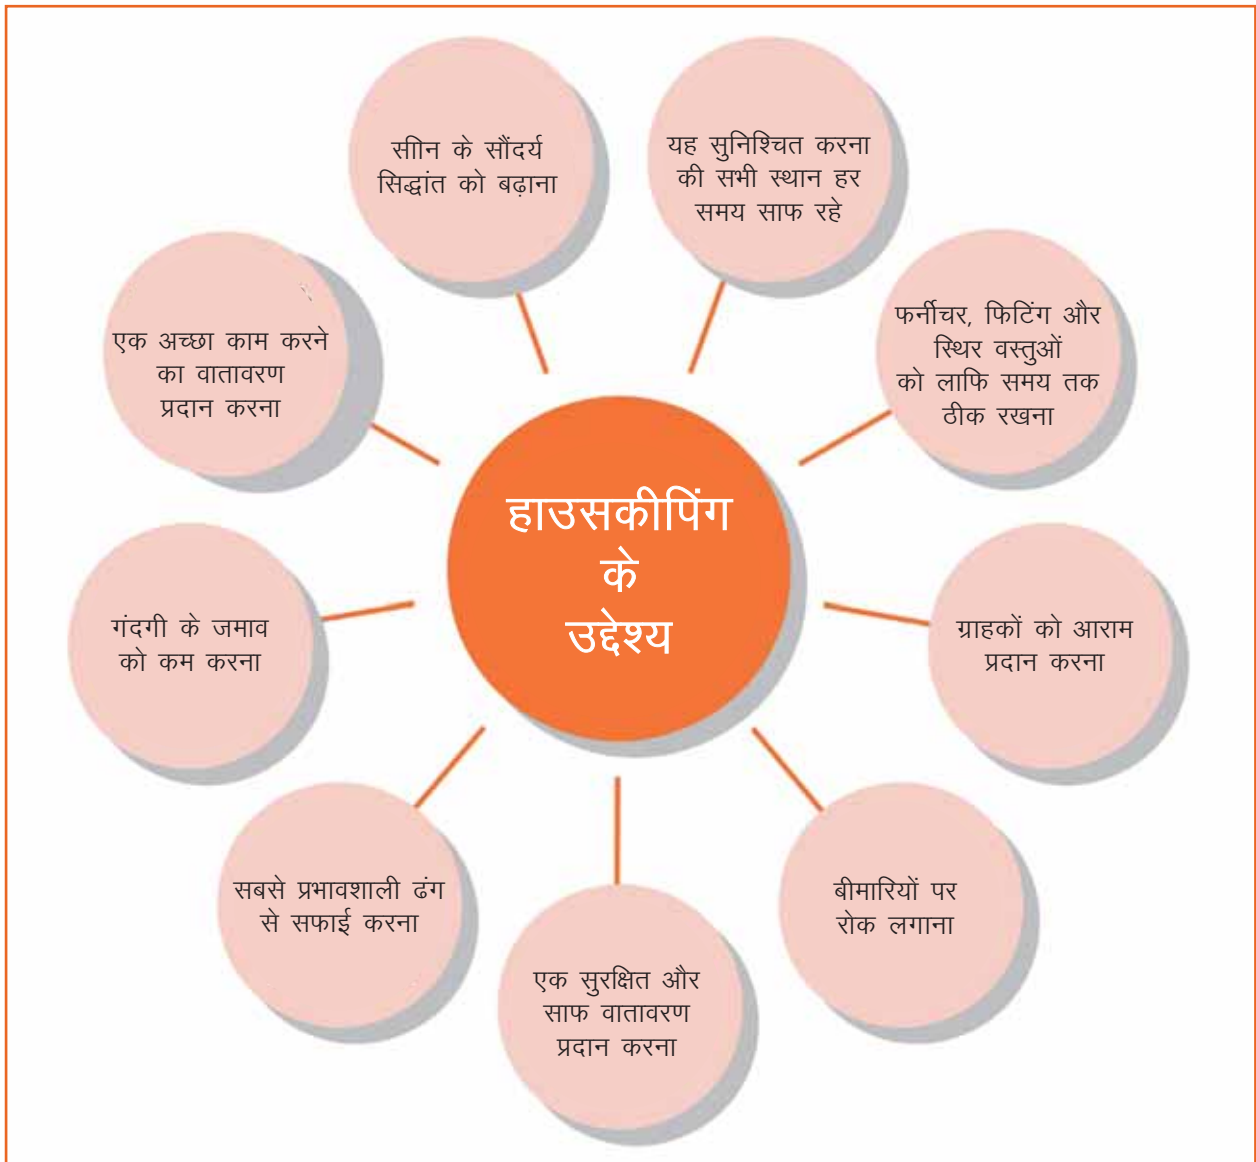 सीान के सौंदर्य
सिद्धांत को बढ़ाना
यह सुनिश्चित करना
की सभी स्थान हर
समय साफ रहे
फर्नीचर, फिटिंग और
स्थिर वस्तुओं
को लाफि समय तक
ठीक रखना
ग्राहकों को आराम
प्रदान करना
बीमारियों पर
रोक लगाना
एक सुरक्षित और
साफ वातावरण
प्रदान करना
सबसे प्रभावशाली ढंग
से सफाई करना
गंदगी के जमाव
को कम करना
एक अच्छा काम करने
का वातावरण
प्रदान करना
हाउसकीपिंग
के
उद्देश्य